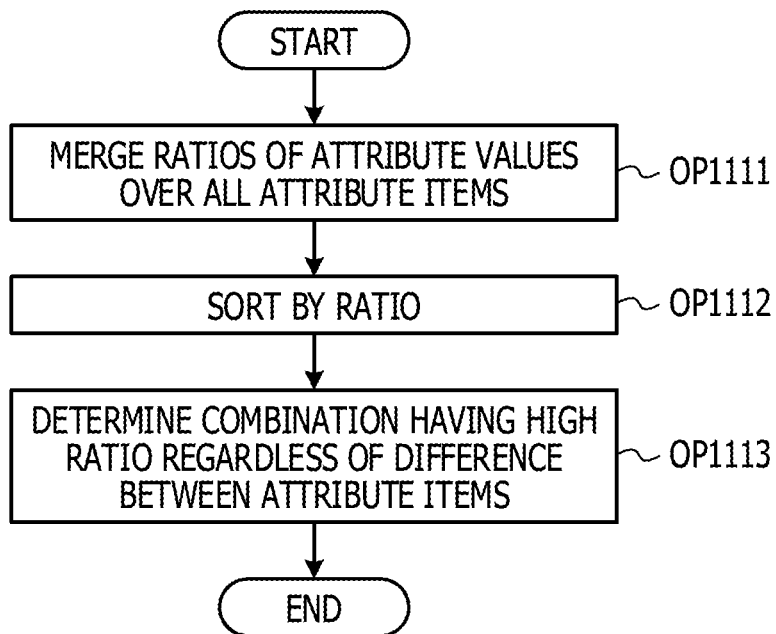 START
MERGE RATIOS OF ATTRIBUTE VALUES
OVER ALL ATTRIBUTE ITEMS
OP1111
SORT BY RATIO
OP1112
DETERMINE COMBINATION HAVING HIGH
RATIO REGARDLESS OF DIFFERENCE
BETWEEN ATTRIBUTE ITEMS
OP1113
END